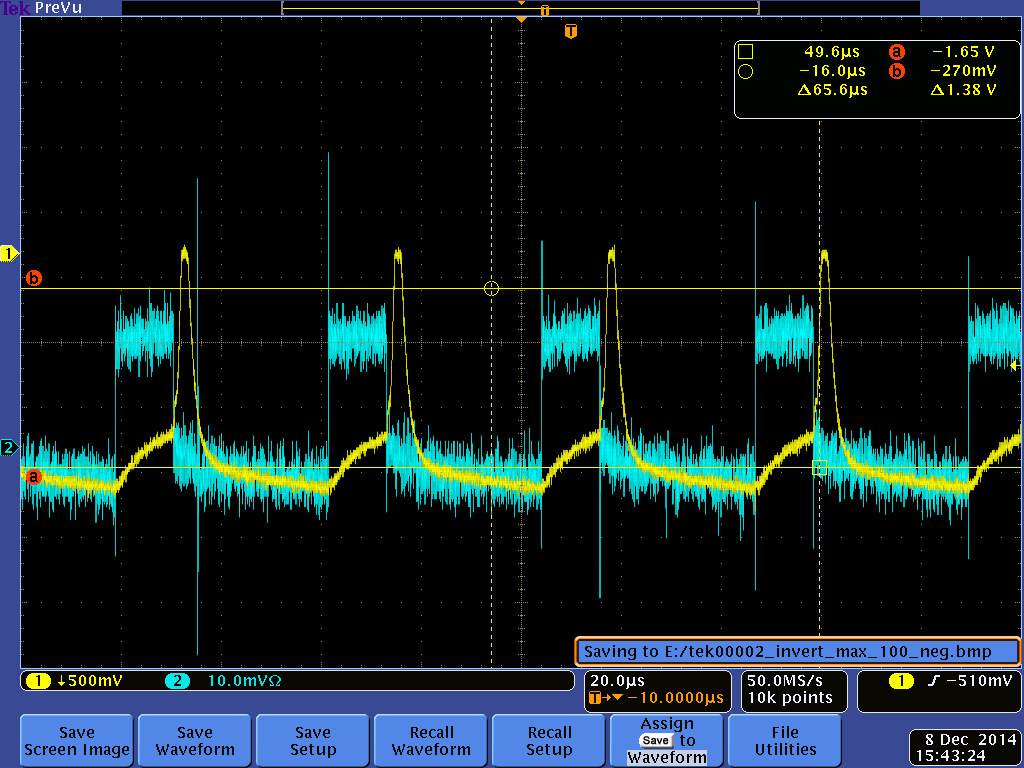 Tek PreVu
T
T
49.6µs a −1.65 V
−16.0µs b −270mV
Δ65.6µs Δ1.38 V
1
b
2
a
Saving to E:/tek00002_invert_max_100_neg.bmp
1 ↓500mV 2 10.0mVΩ
20.0µs
T→▼−10.0000µs
50.0MS/s
10k points
1 ∫ −510mV
Save
Screen Image
Save
Waveform
Save
Setup
Recall
Waveform
Recall
Setup
Assign
Save to
Waveform
File
Utilities
8 Dec 2014
15:43:24